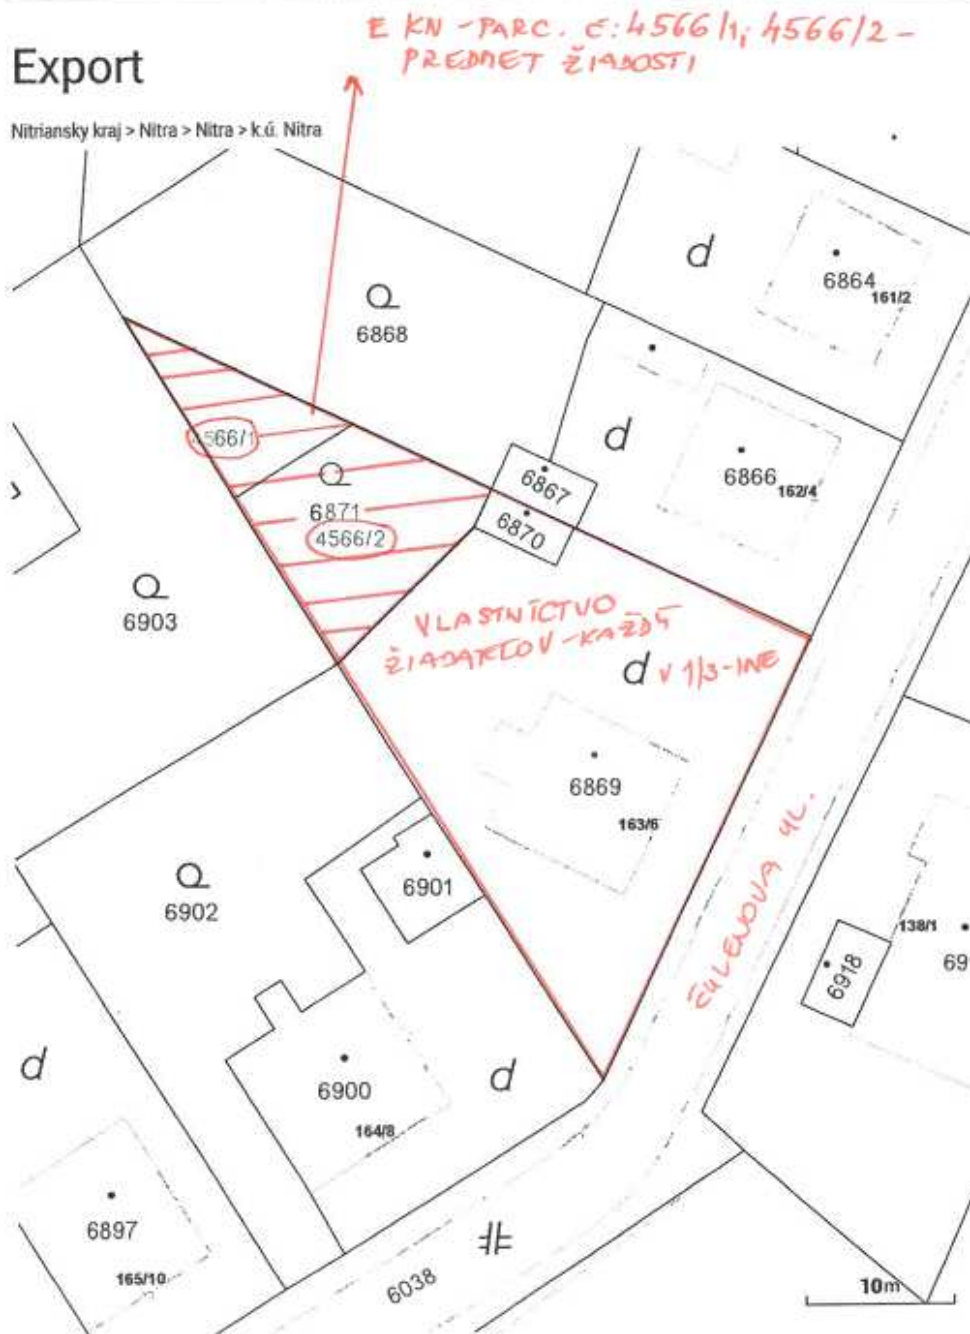 E KN - PARC. č: 4566/1; 4566/2 -
PREDMET ŽIADOSTI
Export
Nitriansky kraj > Nitra > Nitra > k.ú. Nitra
d
6864 161/2
6868
d
6866 162/4
4566/1
6867
6871
6870
4566/2
6903
VLASTNÍCTVO
ŽIADATEĽOV - KAŽDÝ
d v 1/3-INE
6869
163/6
ČULENOVA UL.
6901
6902
138/1
6918
69
d
6900
d
164/8
6897
165/10
6038
10m